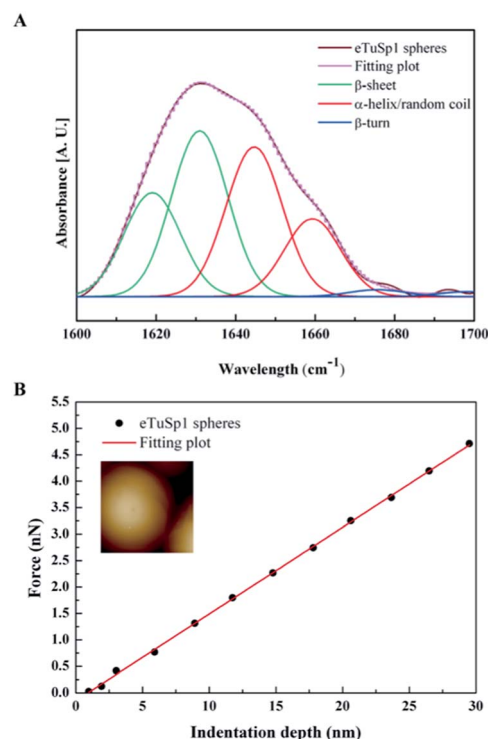 A
eTuSp1 spheres
Fitting plot
β-sheet
α-helix/random coil
β-turn
Absorbance [A. U.]
1600 1620 1640 1660 1680 1700
Wavelength (cm⁻¹)
B
5.5
5.0
4.5
4.0
3.5
3.0
2.5
2.0
1.5
1.0
0.5
0.0
eTuSp1 spheres
Fitting plot
Force (nN)
0 5 10 15 20 25 30
Indentation depth (nm)